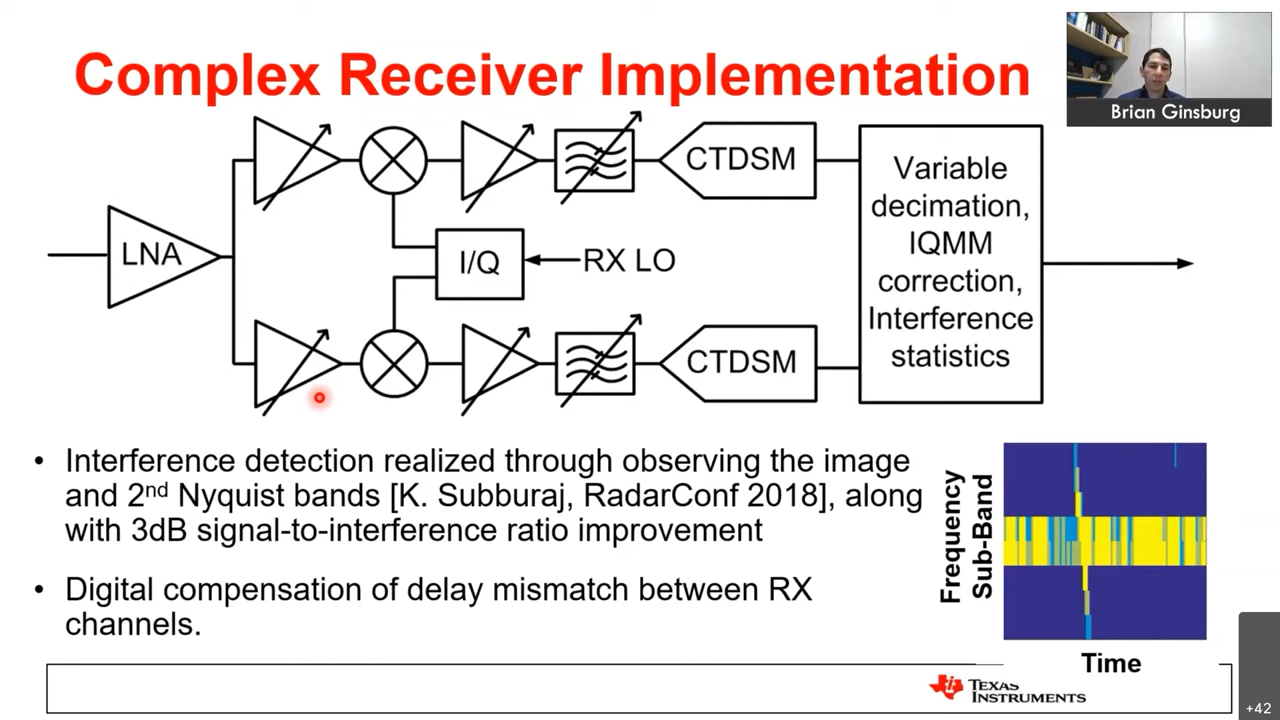 Complex Receiver Implementation
Brian Ginsburg
LNA
I/Q
RX LO
CTDSM
CTDSM
Variable
decimation,
IQMM
correction,
Interference
statistics
• Interference detection realized through observing the image
and 2nd Nyquist bands [K. Subburaj, RadarConf 2018], along
with 3dB signal-to-interference ratio improvement
• Digital compensation of delay mismatch between RX
channels.
Frequency
Sub-Band
Time
TEXAS
INSTRUMENTS
+42